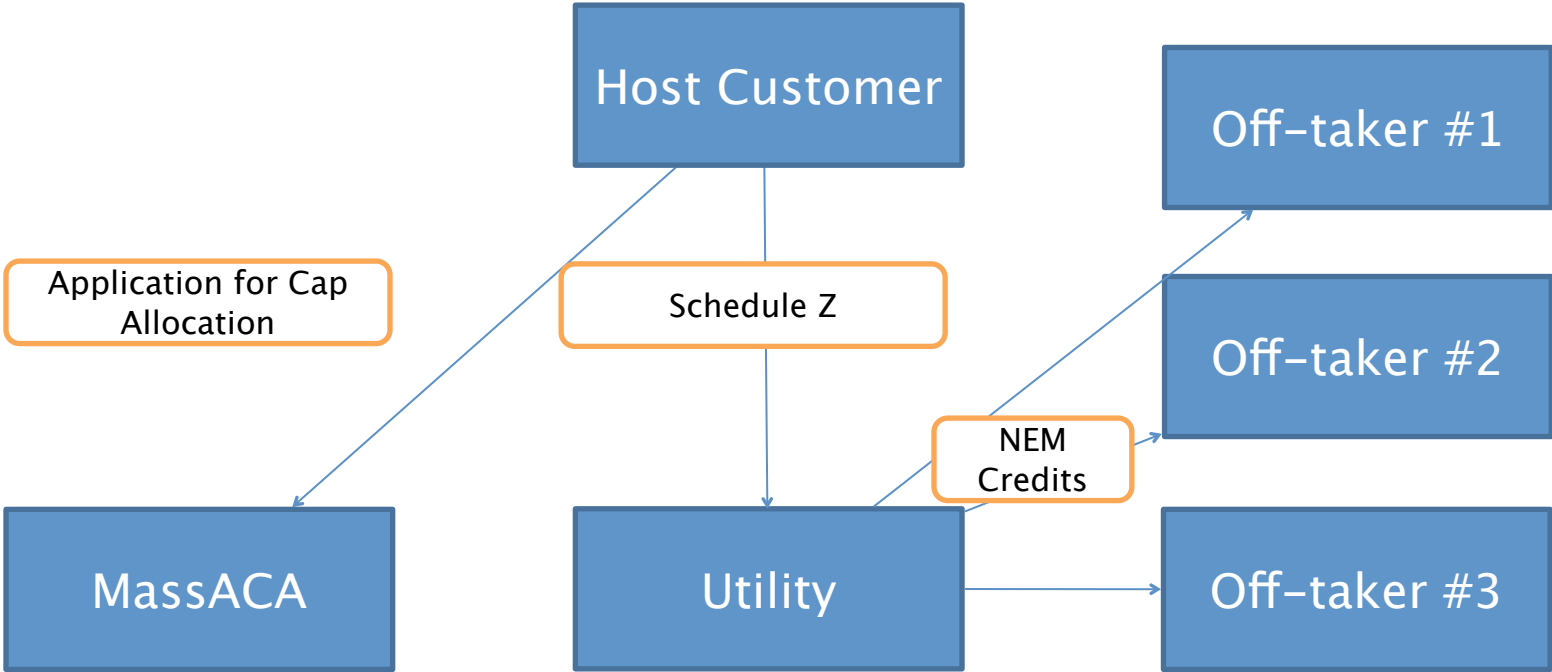 Host Customer
Off-taker #1
Application for Cap
Allocation
Schedule Z
Off-taker #2
NEM
Credits
MassACA
Utility
Off-taker #3